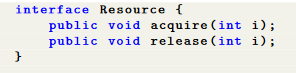 interface Resource {
    public void acquire(int i);
    public void release(int i);
}